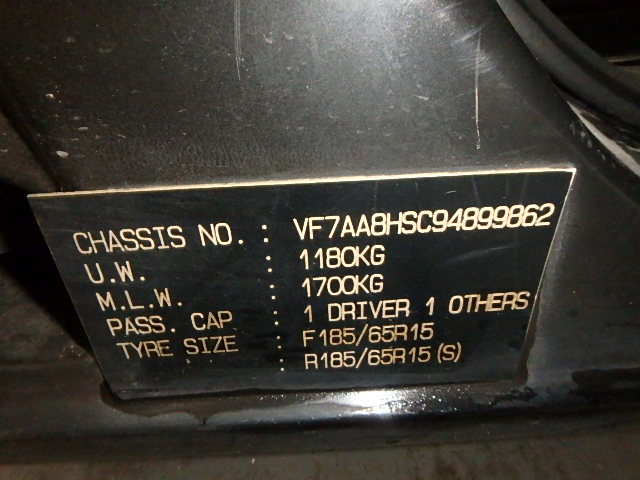 CHASSIS NO. : VF7AA8HSC94899862
U.W. : 1180KG
M.L.W. : 1700KG
PASS. CAP : 1 DRIVER 1 OTHERS
TYRE SIZE : F185/65R15
: R185/65R15 (S)